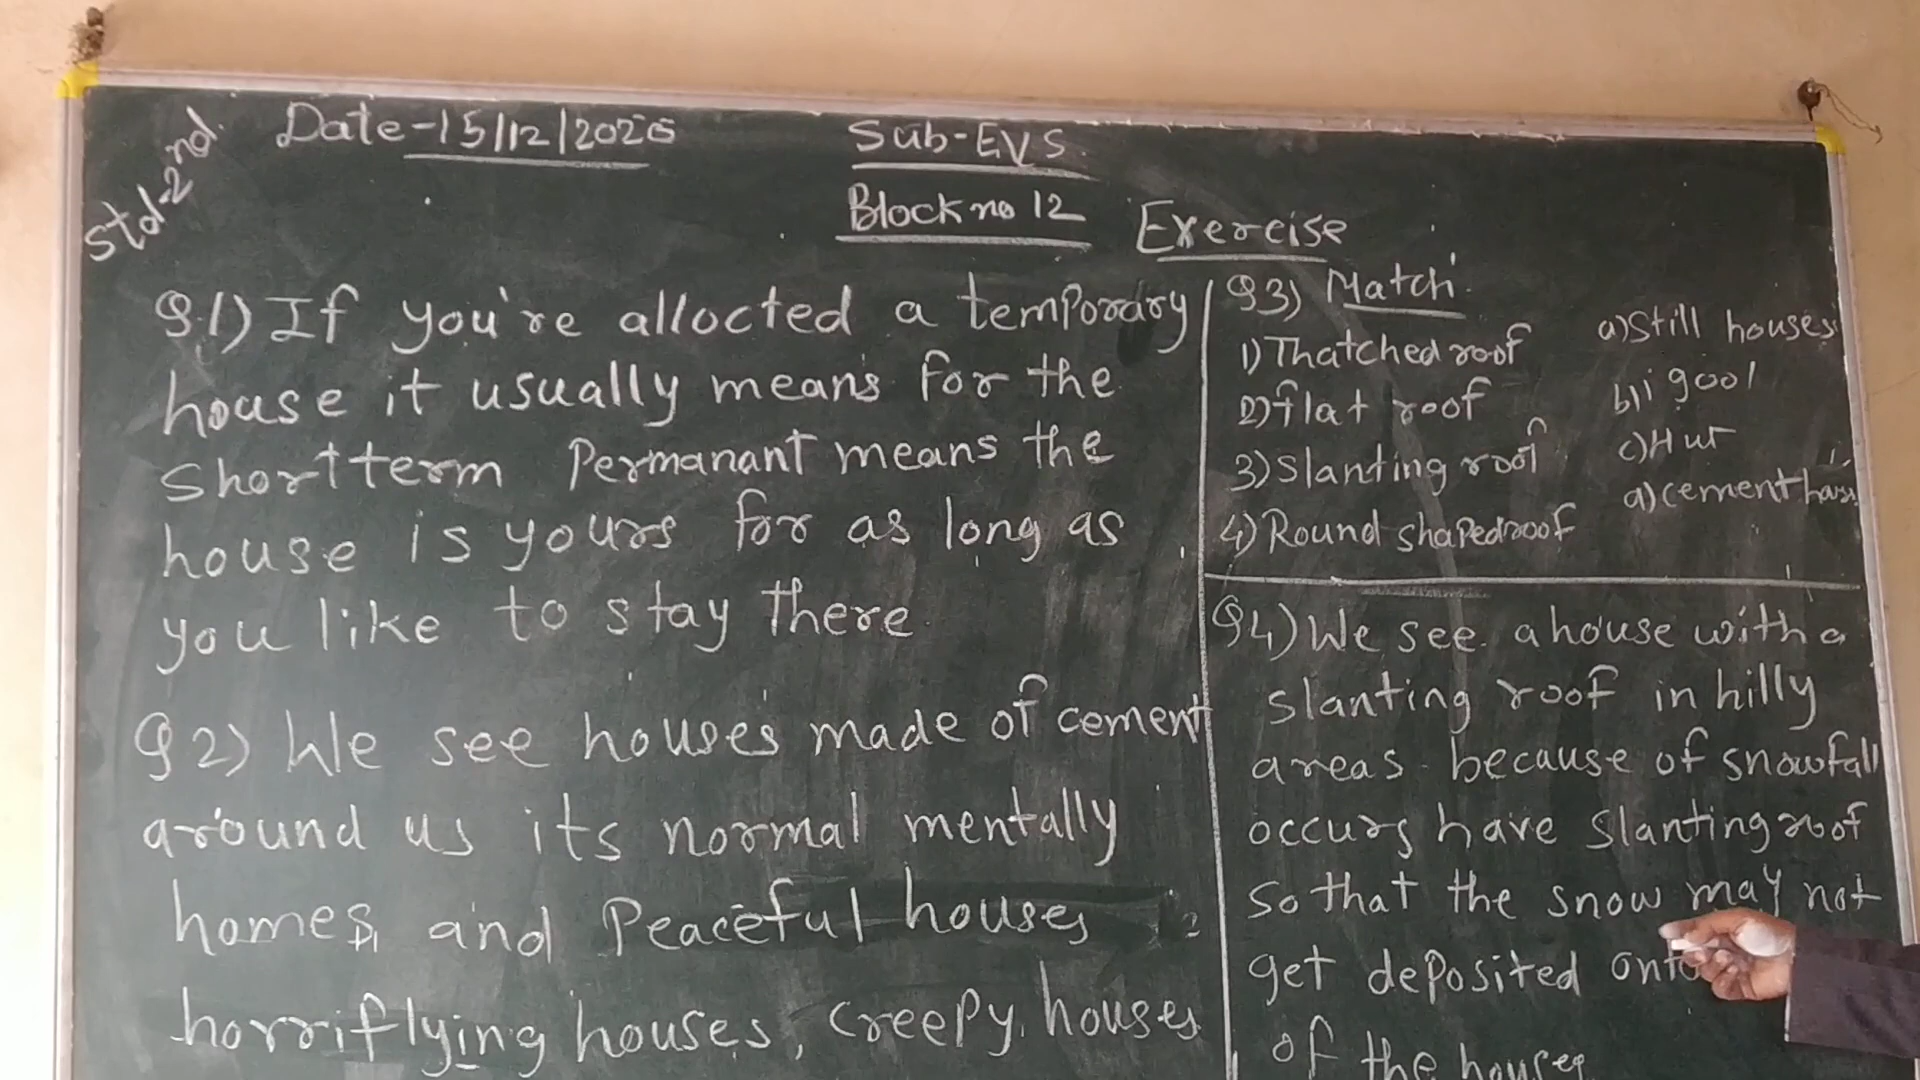 Std-2nd.
Date-15/12/2020
Sub-EVS.
Block no 12
Exercise
Q.1) If you're allocted a temporary
house it usually means for the
short term Permanant means the
house is yours for as long as
you like to stay there
Q2) We see houses made of cement
around us its normal mentally
homes, and Peaceful houses
horriflying houses, creepy houses
Q3) Match
1) Thatched roof a) Still houses
2) flat roof b) igool
3) Slanting roof c) Hut
4) Round shaped roof a) cement hous
Q4) We see a house with a
slanting roof in hilly
areas because of snowfall
occurs have slanting roof
so that the snow may not
get deposited onto
of the houses